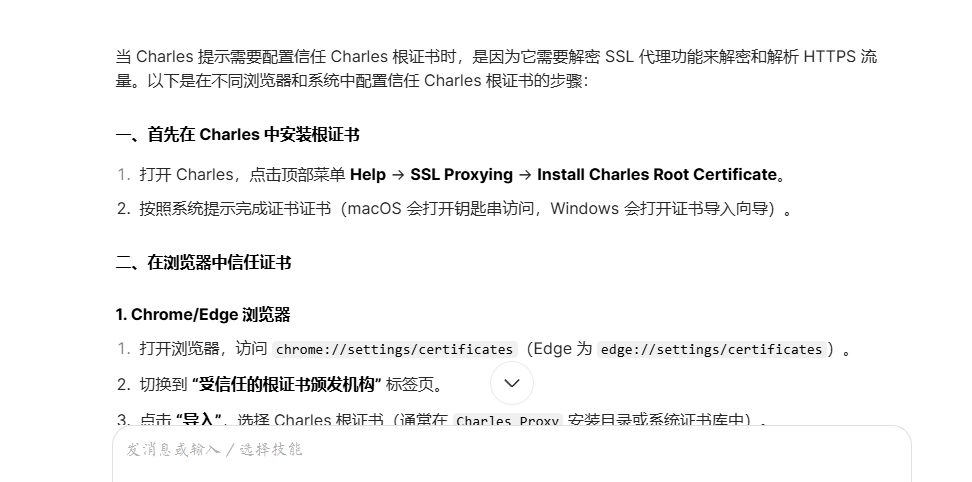 当 Charles 提示需要配置信任 Charles 根证书时，是因为它需要解密 SSL 代理功能来解密和解析 HTTPS 流
量。以下是在不同浏览器和系统中配置信任 Charles 根证书的步骤：
一、首先在 Charles 中安装根证书
1. 打开 Charles，点击顶部菜单 Help → SSL Proxying → Install Charles Root Certificate。
2. 按照系统提示完成证书证书（macOS 会打开钥匙串访问，Windows 会打开证书导入向导）。
二、在浏览器中信任证书
1. Chrome/Edge 浏览器
1. 打开浏览器，访问 chrome://settings/certificates（Edge 为 edge://settings/certificates）。
2. 切换到 “受信任的根证书颁发机构” 标签页。
3. 点击 “导入”，选择 Charles 根证书（通常在 Charles Proxy 安装目录或系统证书库中）。
发消息或输入 / 选择技能